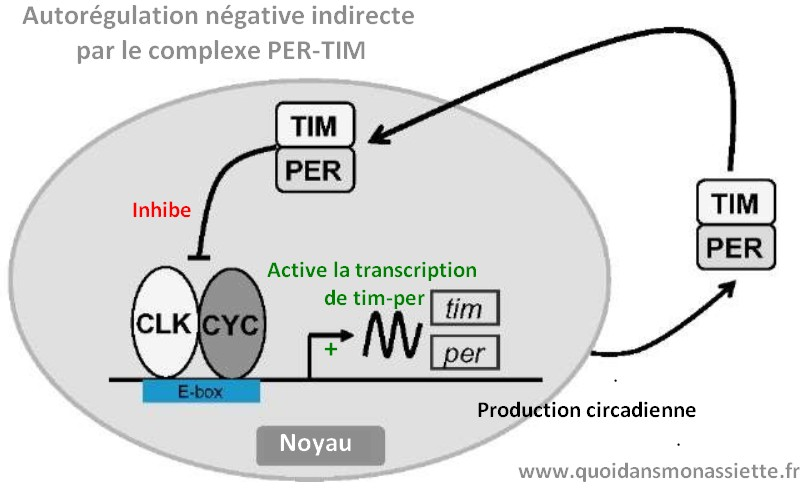 Autorégulation négative indirecte
par le complexe PER-TIM
TIM
PER
TIM
PER
Inhibe
Active la transcription
de tim-per
CLK
CYC
+
tim
per
E-box
Production circadienne
Noyau
www.quoidansmonassiette.fr